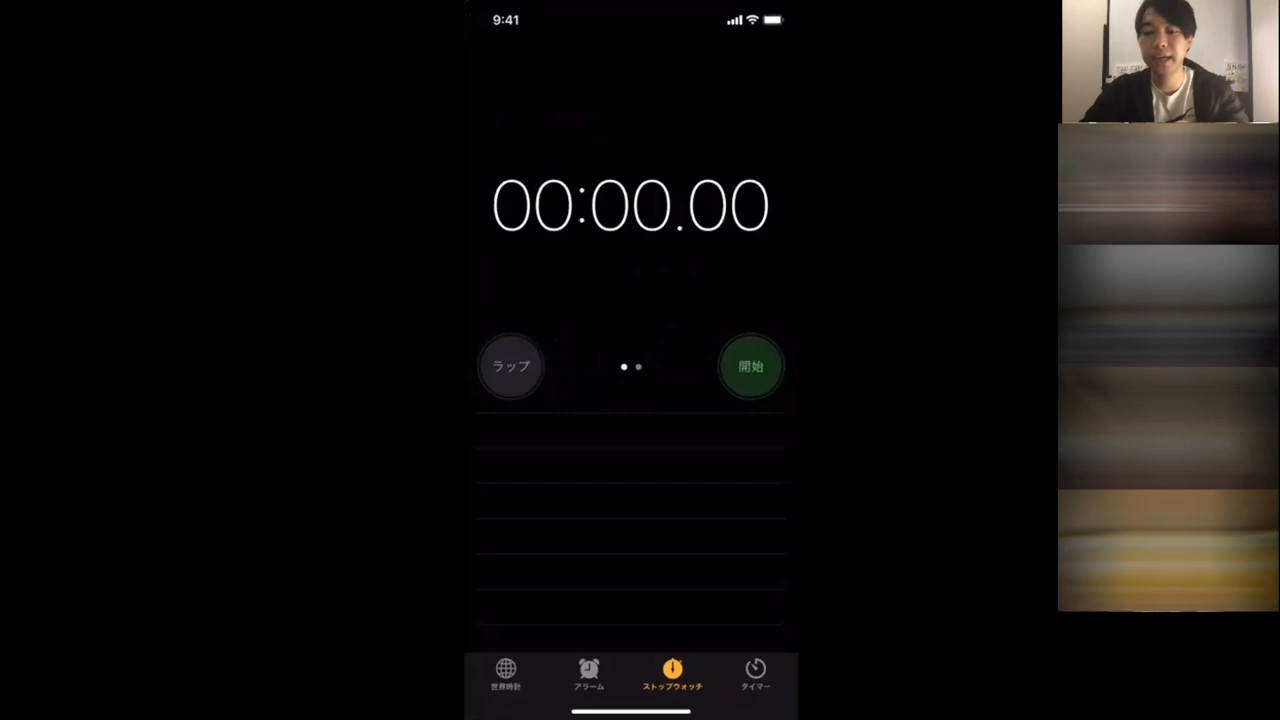 9:41
00:00.00
ラップ
開始
世界時計
アラーム
ストップウォッチ
タイマー